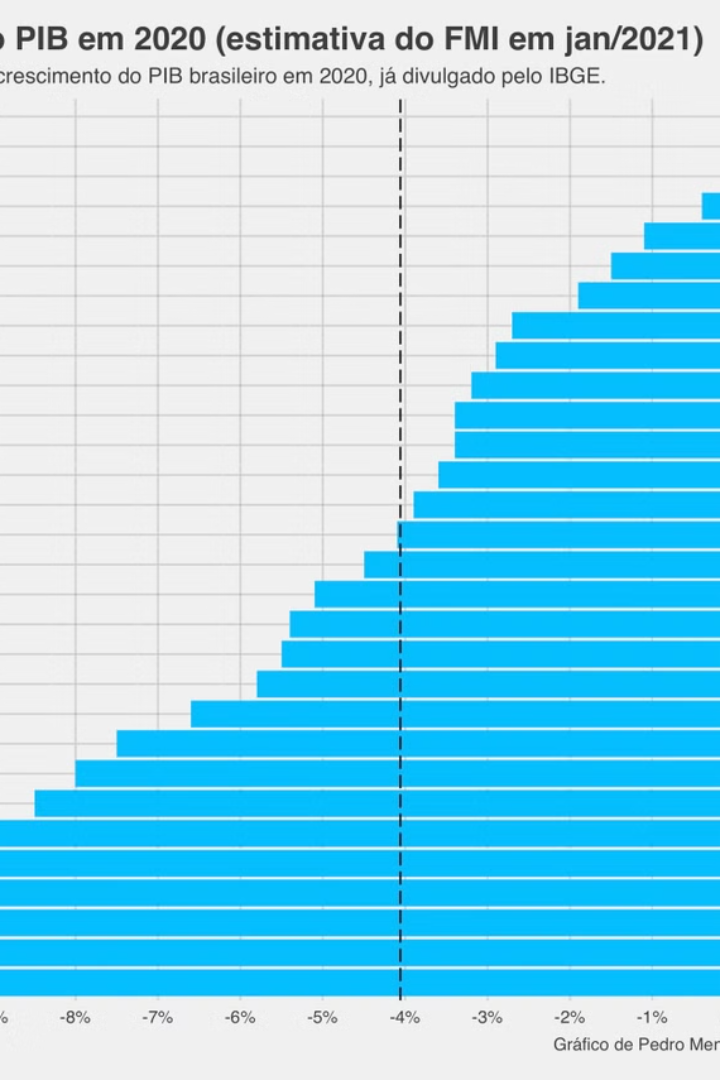 PIB em 2020 (estimativa do FMI em jan/2021)
crescimento do PIB brasileiro em 2020, já divulgado pelo IBGE.
-8% -7% -6% -5% -4% -3% -2% -1%
Gráfico de Pedro